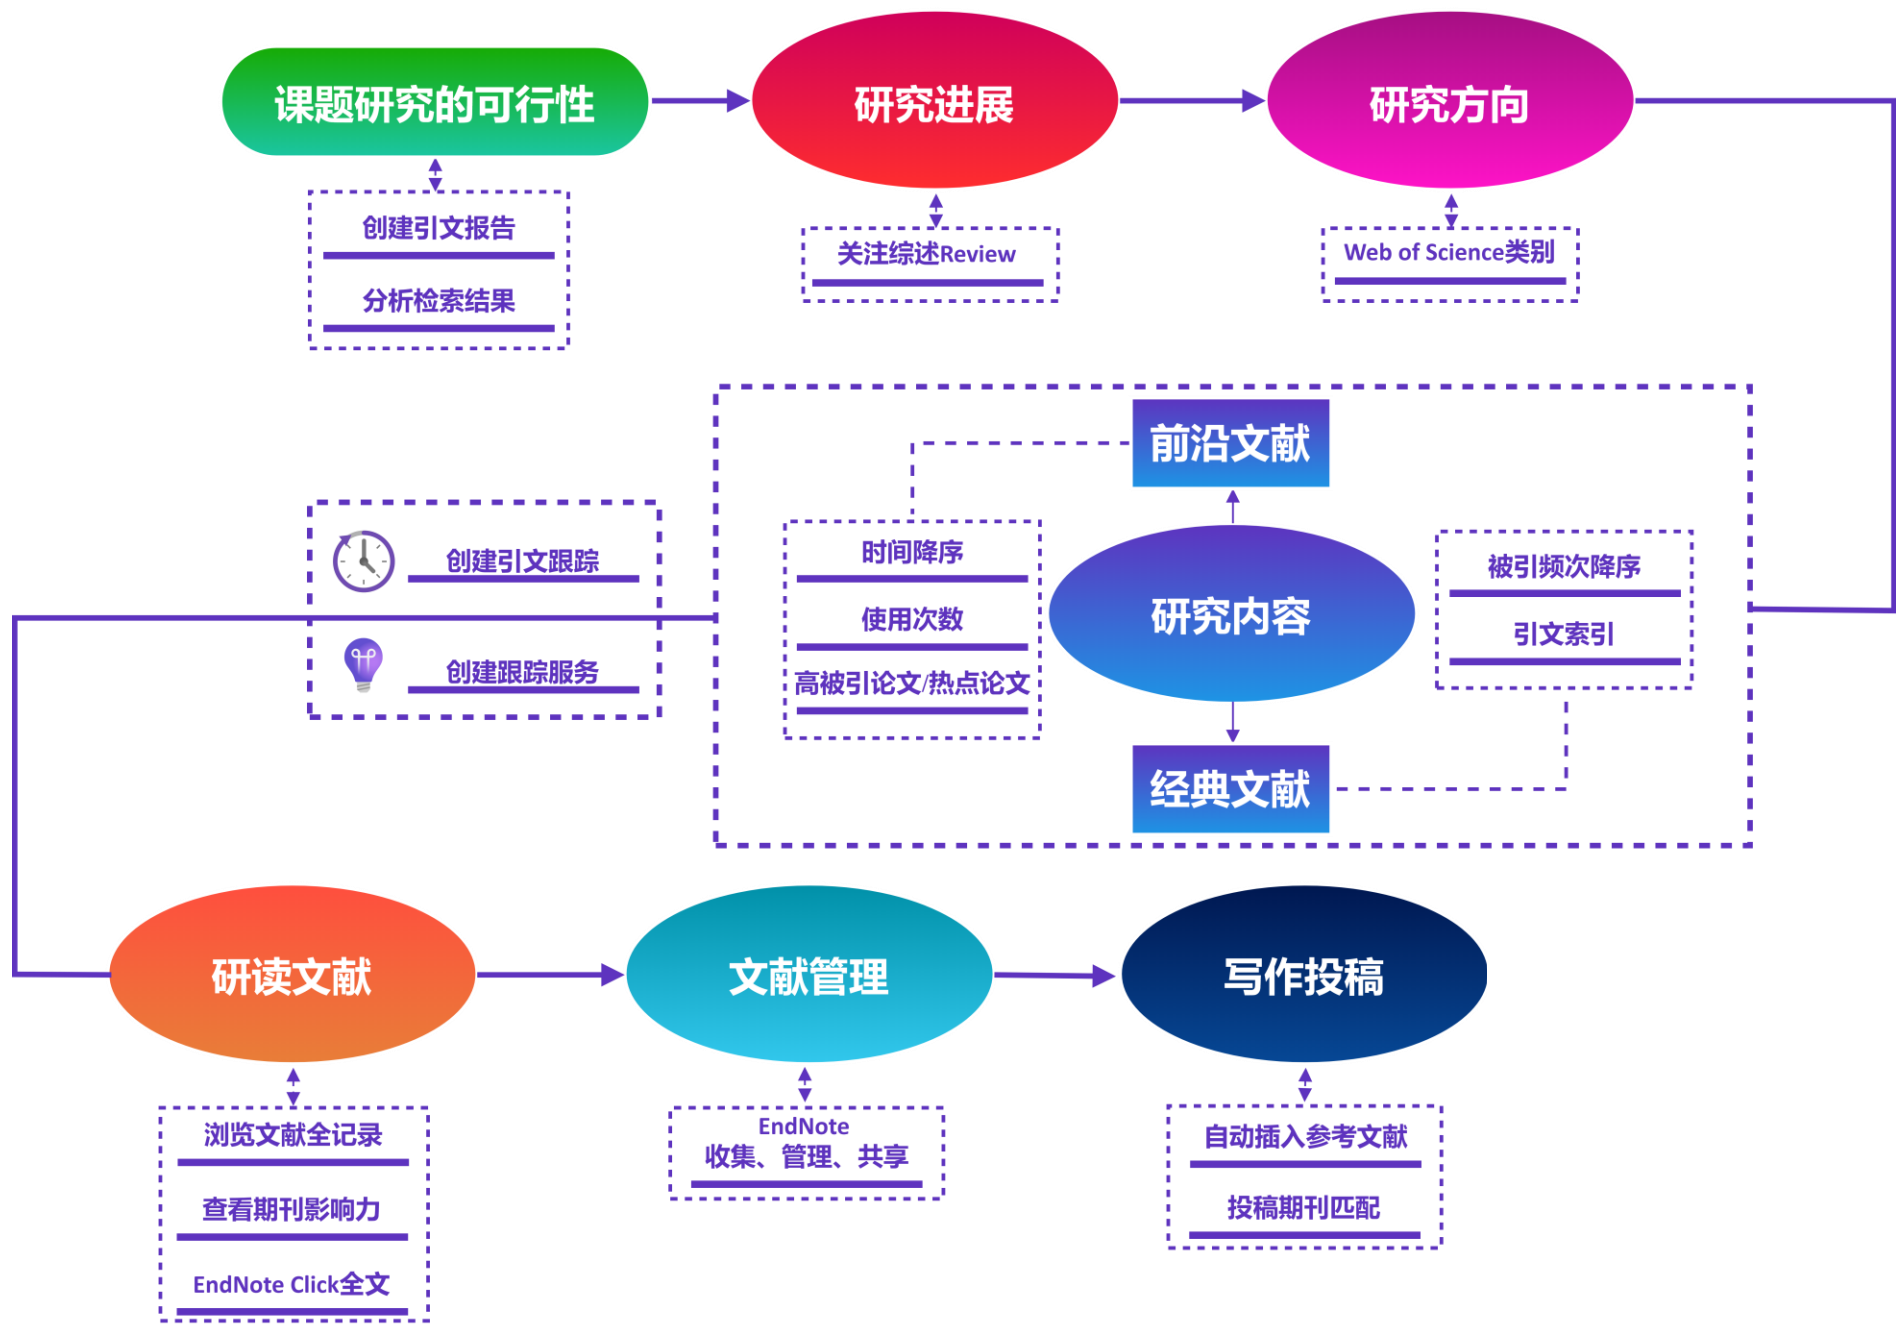 课题研究的可行性
研究进展
研究方向
创建引文报告
分析检索结果
关注综述Review
Web of Science类别
前沿文献
时间降序
使用次数
高被引论文/热点论文
研究内容
被引频次降序
引文索引
经典文献
创建引文跟踪
创建跟踪服务
研读文献
文献管理
写作投稿
浏览文献全记录
查看期刊影响力
EndNote Click全文
EndNote
收集、管理、共享
自动插入参考文献
投稿期刊匹配